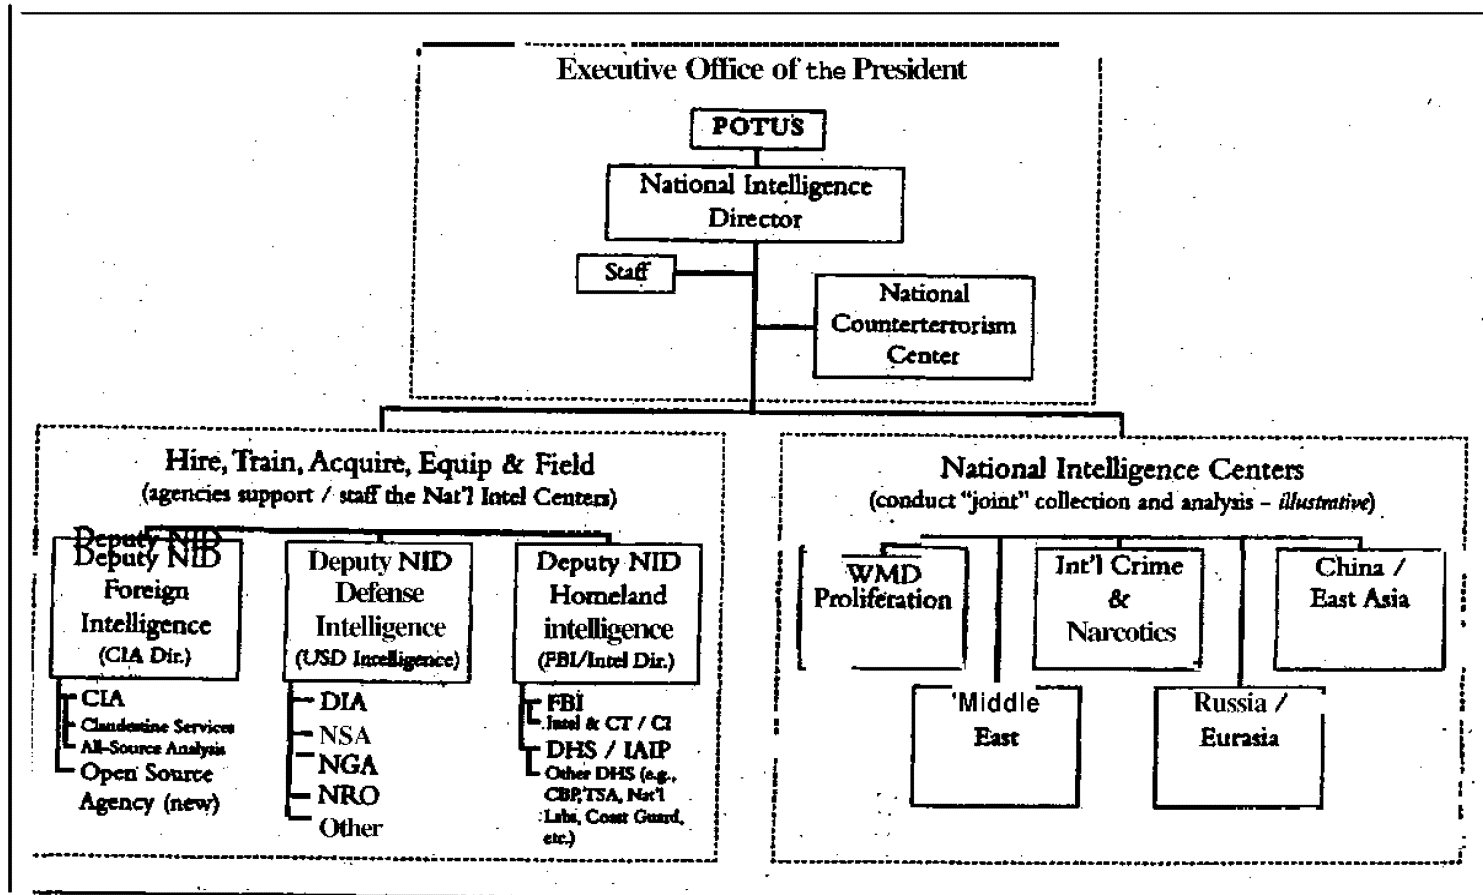 Executive Office of the President
POTUS
National Intelligence
Director
Staff
National
Counterterrorism
Center
Hire, Train, Acquire, Equip & Field
(agencies support / staff the Nat'l Intel Centers)
Deputy NID
Deputy NID
Foreign
Intelligence
(CIA Dir.)
CIA
Clandestine Services
All-Source Analysis
Open Source
Agency (new)
Deputy NID
Defense
Intelligence
(USD Intelligence)
DIA
NSA
NGA
NRO
Other
Deputy NID
Homeland
intelligence
(FBI/Intel Dir.)
FBI
Intel & CT / CI
DHS / IAIP
Other DHS (e.g.,
CBP, TSA, Nat'l
Labs, Coast Guard,
etc.)
National Intelligence Centers
(conduct "joint" collection and analysis – illustrative)
WMD
Proliferation
Int'l Crime
&
Narcotics
China /
East Asia
'Middle
East
Russia /
Eurasia